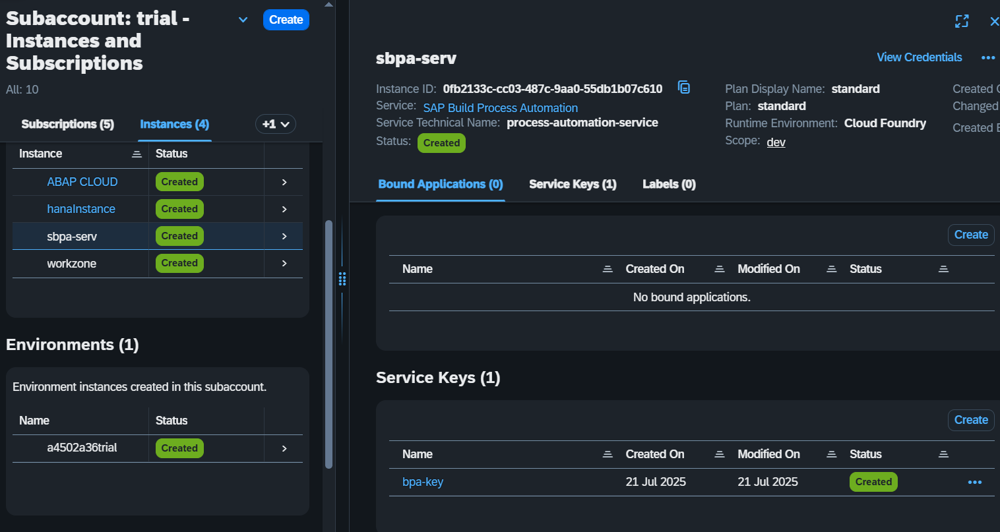 Subaccount: trial -
Instances and
Subscriptions
Create
All: 10
Subscriptions (5)
Instances (4)
+1
Instance
Status
ABAP CLOUD
Created
hanaInstance
Created
sbpa-serv
Created
workzone
Created
Environments (1)
Environment instances created in this subaccount.
Name
Status
a4502a36trial
Created
sbpa-serv
View Credentials
Instance ID: 0fb2133c-cc03-487c-9aa0-55db1b07c610
Service: SAP Build Process Automation
Service Technical Name: process-automation-service
Status: Created
Plan Display Name: standard
Plan: standard
Runtime Environment: Cloud Foundry
Scope: dev
Created
Changed
Created
Bound Applications (0)
Service Keys (1)
Labels (0)
Create
Name
Created On
Modified On
Status
No bound applications.
Service Keys (1)
Create
Name
Created On
Modified On
Status
bpa-key
21 Jul 2025
21 Jul 2025
Created